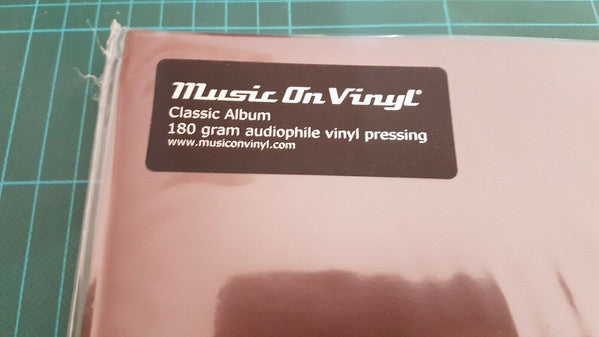 Music On Vinyl®
Classic Album
180 gram audiophile vinyl pressing
www.musiconvinyl.com